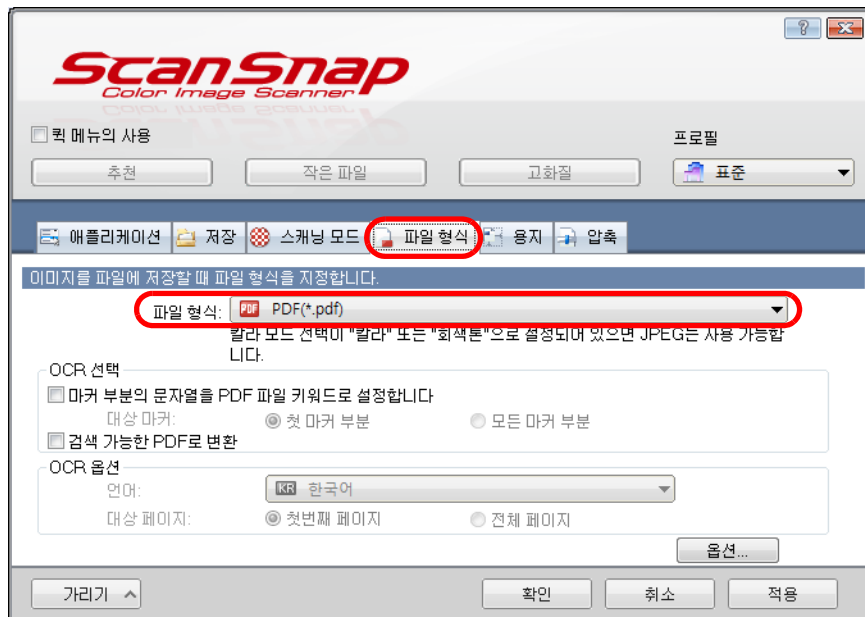 ScanSnap
Color Image Scanner
퀵 메뉴의 사용
프로필
추천 작은 파일 고화질 표준
애플리케이션 저장 스캐닝 모드 파일 형식 용지 압축
이미지를 파일에 저장할 때 파일 형식을 지정합니다.
파일 형식: PDF PDF(*.pdf)
칼라 모드 선택이 "칼라" 또는 "회색톤"으로 설정되어 있으면 JPEG는 사용 가능합
니다.
OCR 선택
마커 부분의 문자열을 PDF 파일 키워드로 설정합니다
대상 마커: 첫 마커 부분 모든 마커 부분
검색 가능한 PDF로 변환
OCR 옵션
언어: KR 한국어
대상 페이지: 첫번째 페이지 전체 페이지
옵션...
가리기 확인 취소 적용